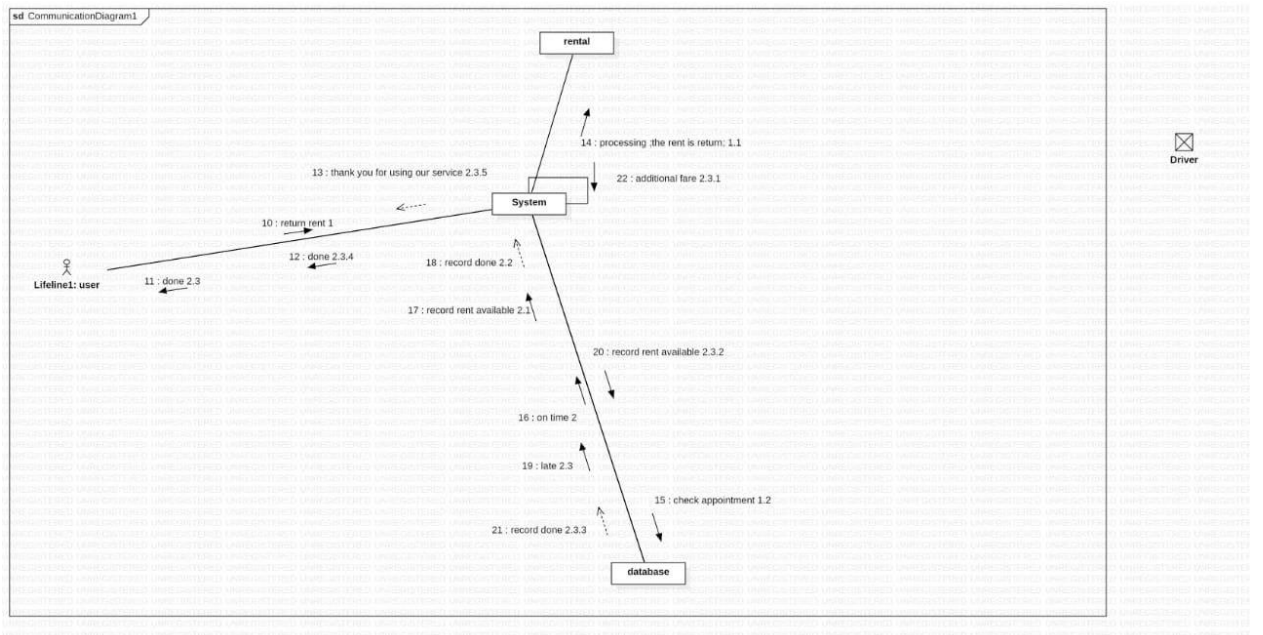 sd CommunicationDiagram1
rental
14 : processing ;the rent is return; 1.1
Driver
13 : thank you for using our service 2.3.5
22 : additional fare 2.3.1
System
10 : return rent 1
12 : done 2.3.4
18 : record done 2.2
Lifeline1: user
11 : done 2.3
17 : record rent available 2.1
20 : record rent available 2.3.2
16 : on time 2
19 : late 2.3
15 : check appointment 1.2
21 : record done 2.3.3
database
UNREGISTERED